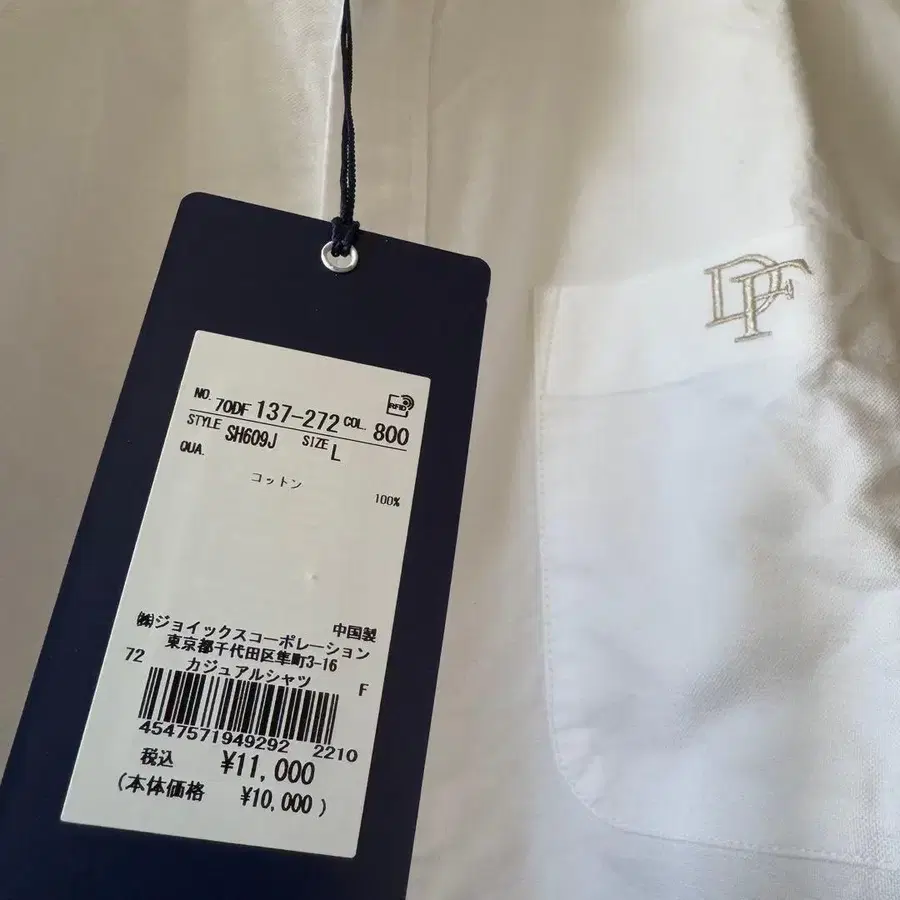 RFID
NO. 70DF 137-272 COL. 800
STYLE SH609J SIZE L
QUA.
コットン
100%
中国製
㈱ジョイックスコーポレーション
東京都千代田区隼町3-16
72 カジュアルシャツ F
4547571949292 2210
税込 ¥11,000
(本体価格 ¥10,000)
DF